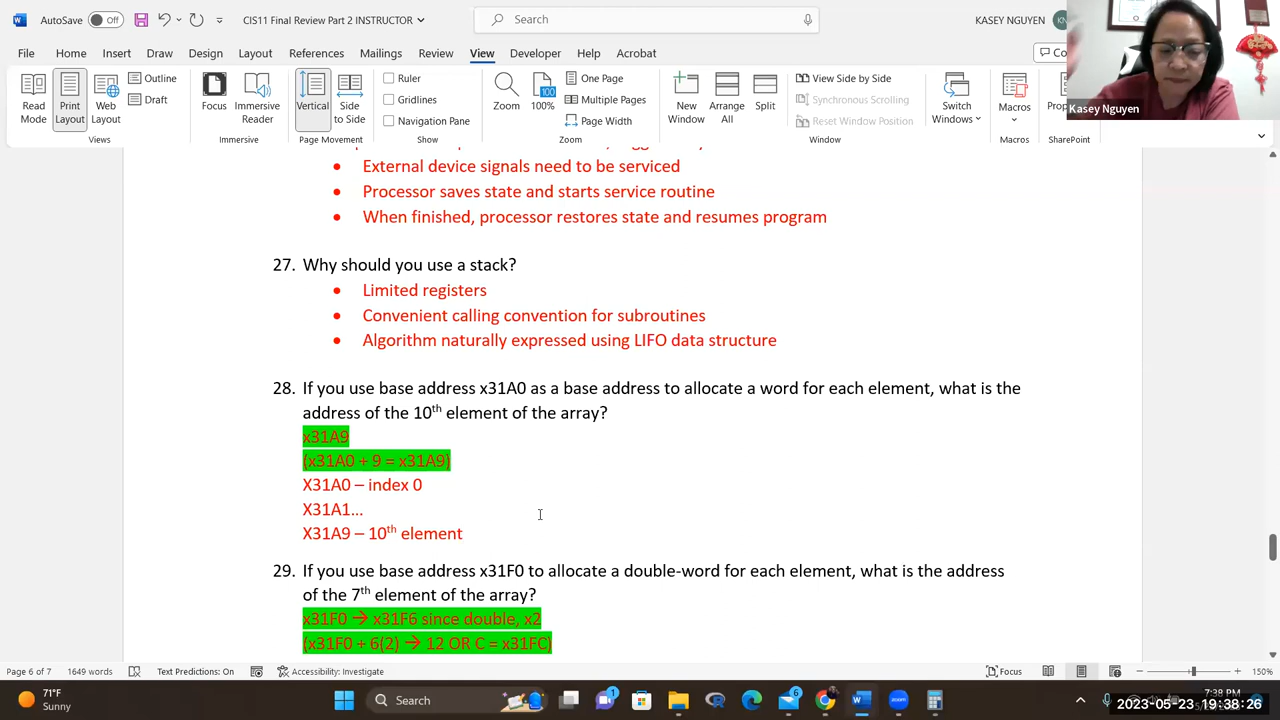 AutoSave Off CIS11 Final Review Part 2 INSTRUCTOR Search KASEY NGUYEN
File Home Insert Draw Design Layout References Mailings Review View Developer Help Acrobat
Read Mode Print Layout Web Layout Outline Draft Views
Focus Immersive Reader Immersive
Vertical Side to Side Page Movement
Ruler Gridlines Navigation Pane Show
Zoom 100% One Page Multiple Pages Page Width Zoom
New Window Arrange All Split View Side by Side Synchronous Scrolling Reset Window Position Switch Windows Window
Macros Macros
SharePoint
Kasey Nguyen
• External device signals need to be serviced
• Processor saves state and starts service routine
• When finished, processor restores state and resumes program
27. Why should you use a stack?
• Limited registers
• Convenient calling convention for subroutines
• Algorithm naturally expressed using LIFO data structure
28. If you use base address x31A0 as a base address to allocate a word for each element, what is the
address of the 10th element of the array?
x31A9
(x31A0 + 9 = x31A9)
X31A0 – index 0
X31A1...
X31A9 – 10th element
29. If you use base address x31F0 to allocate a double-word for each element, what is the address
of the 7th element of the array?
x31F0 → x31F6 since double, x2
(x31F0 + 6(2) → 12 OR C = x31FC)
Page 6 of 7 1649 words Text Predictions: On Accessibility: Investigate Focus 150%
71°F
Sunny
Search
7:38 PM
2023-05-23 19:38:26